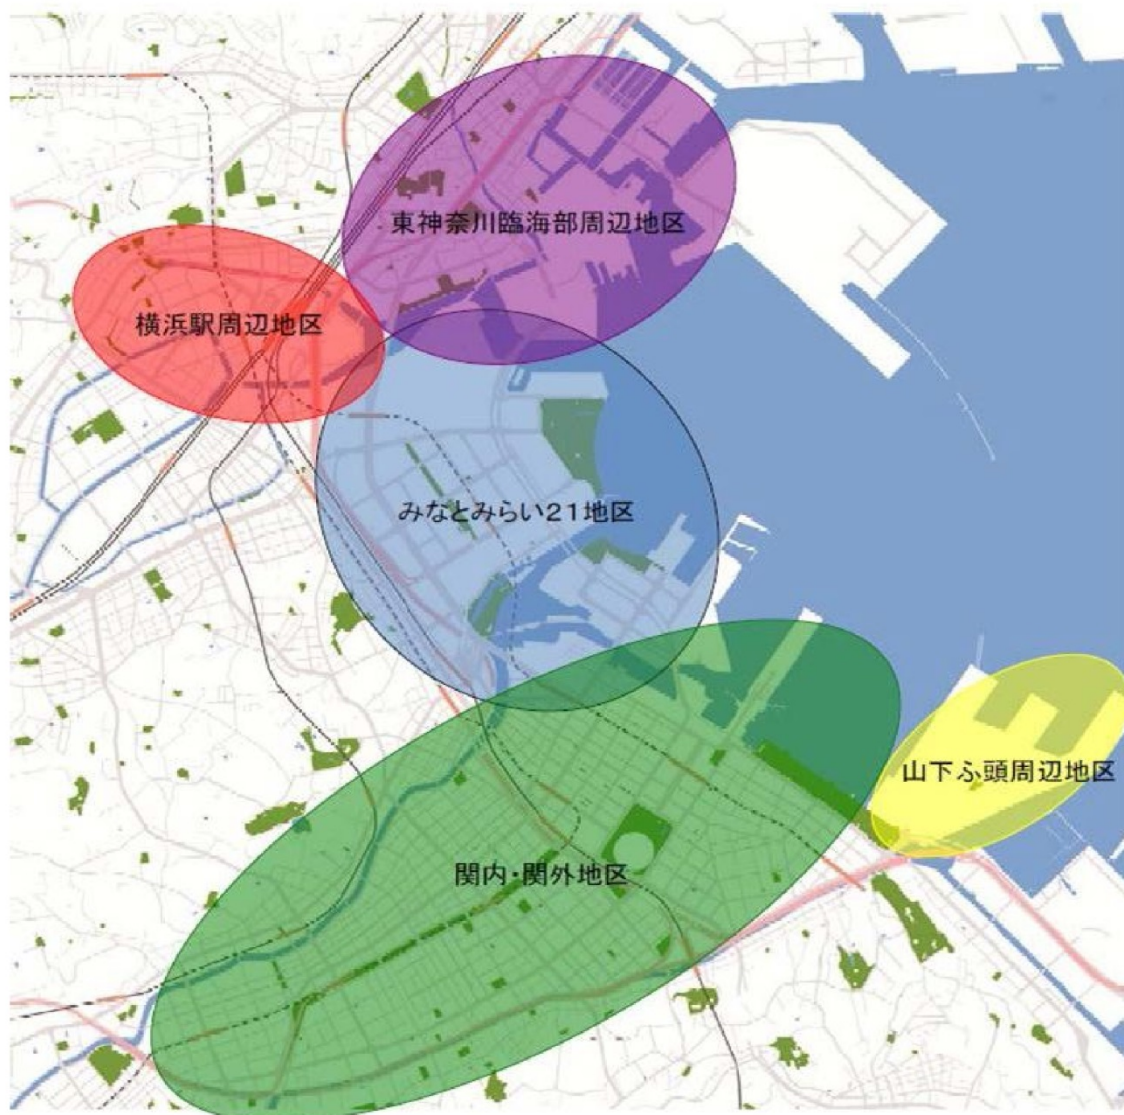 東神奈川臨海部周辺地区
横浜駅周辺地区
みなとみらい21地区
山下ふ頭周辺地区
関内・関外地区